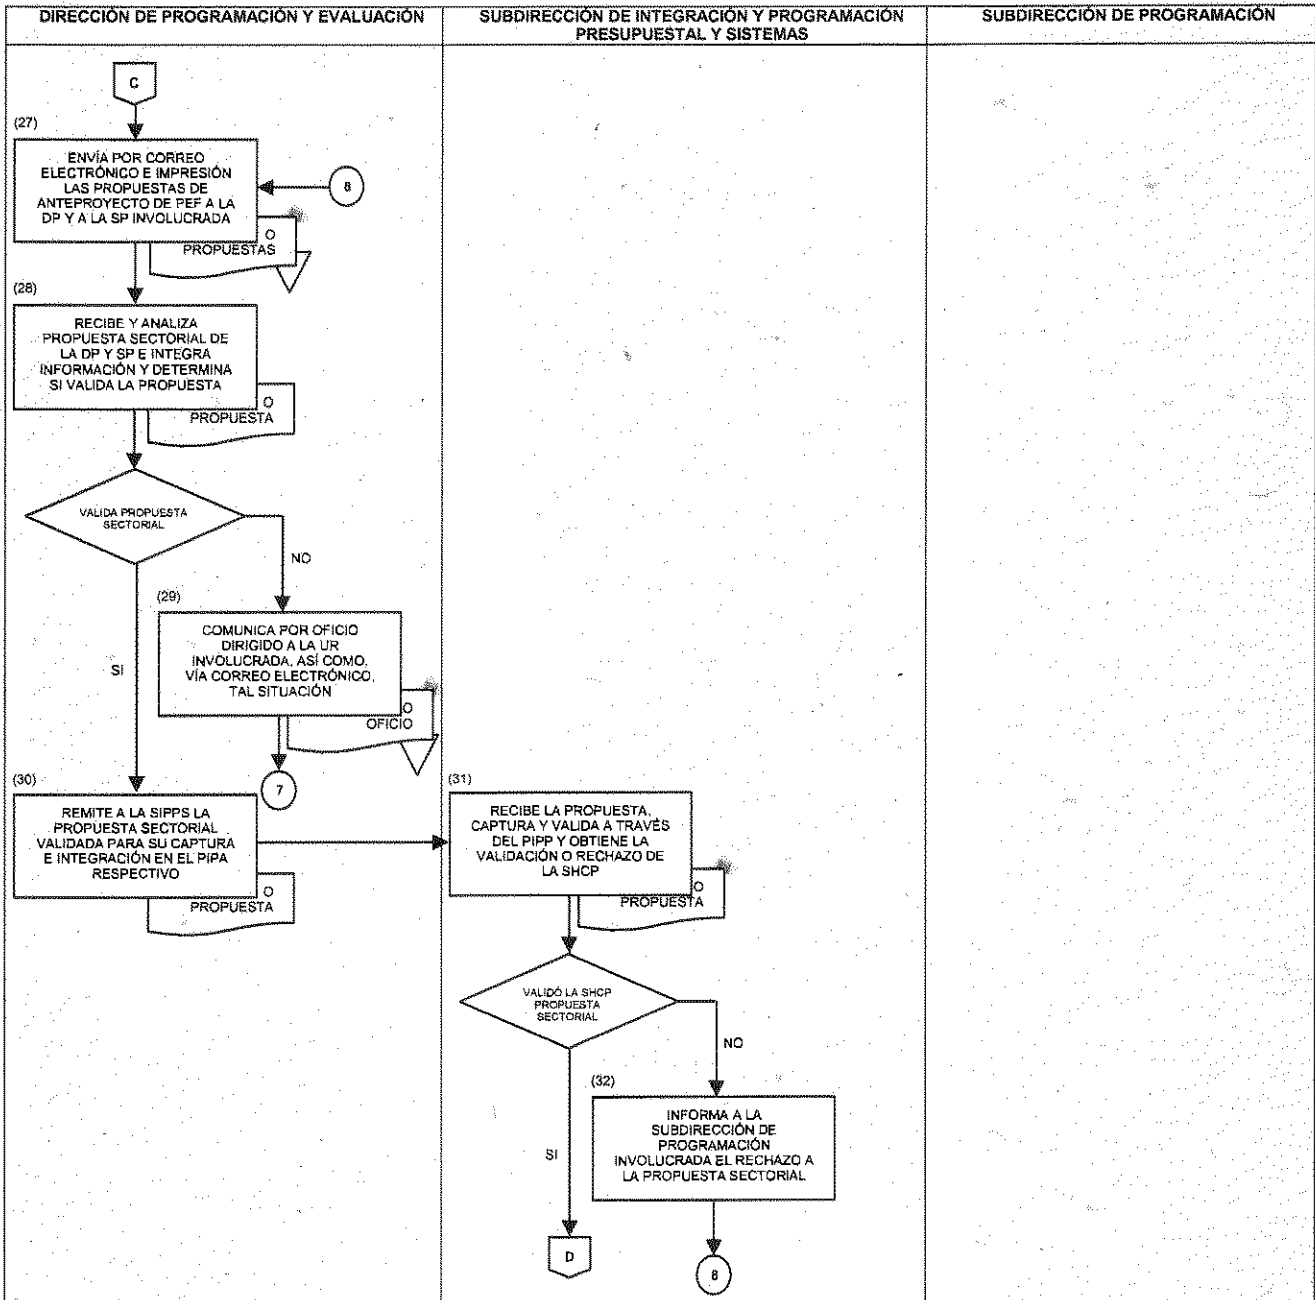 DIRECCIÓN DE PROGRAMACIÓN Y EVALUACIÓN
SUBDIRECCIÓN DE INTEGRACIÓN Y PROGRAMACIÓN
PRESUPUESTAL Y SISTEMAS
SUBDIRECCIÓN DE PROGRAMACIÓN
C
(27)
ENVÍA POR CORREO
ELECTRÓNICO E IMPRESIÓN
LAS PROPUESTAS DE
ANTEPROYECTO DE PEF A LA
DP Y A LA SP INVOLUCRADA
8
O
PROPUESTAS
(28)
RECIBE Y ANALIZA
PROPUESTA SECTORIAL DE
LA DP Y SP E INTEGRA
INFORMACIÓN Y DETERMINA
SI VALIDA LA PROPUESTA
O
PROPUESTA
VALIDA PROPUESTA
SECTORIAL
NO
SI
(29)
COMUNICA POR OFICIO
DIRIGIDO A LA UR
INVOLUCRADA, ASÍ COMO,
VÍA CORREO ELECTRÓNICO,
TAL SITUACIÓN
O
OFICIO
7
(30)
REMITE A LA SIPPS LA
PROPUESTA SECTORIAL
VALIDADA PARA SU CAPTURA
E INTEGRACIÓN EN EL PIPA
RESPECTIVO
O
PROPUESTA
(31)
RECIBE LA PROPUESTA,
CAPTURA Y VALIDA A TRAVÉS
DEL PIPP Y OBTIENE LA
VALIDACIÓN O RECHAZO DE
LA SHCP
O
PROPUESTA
VALIDÓ LA SHCP
PROPUESTA
SECTORIAL
NO
SI
(32)
INFORMA A LA
SUBDIRECCIÓN DE
PROGRAMACIÓN
INVOLUCRADA EL RECHAZO A
LA PROPUESTA SECTORIAL
D
8